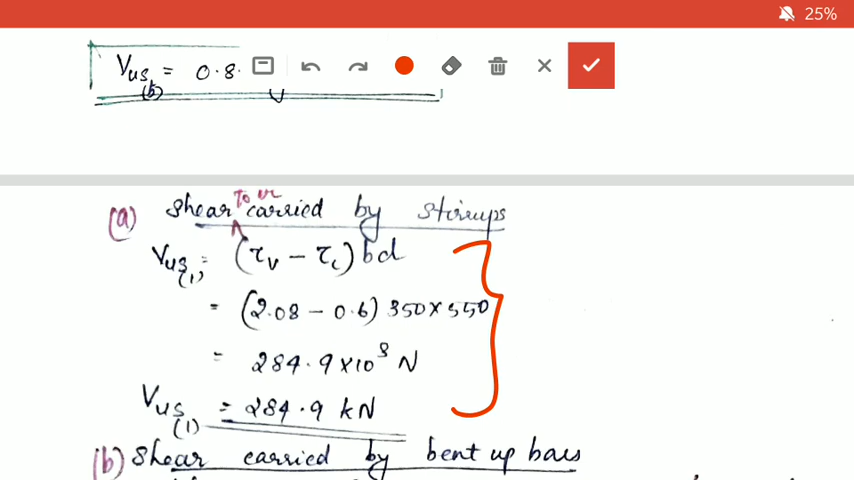 25%
Vus(b) = 0.8
(a) Shear To be carried by stirrups
Vus(1) = (τv − τc) bd
= (2.08 − 0.6) 350 × 550
= 284.9 × 10³ N
Vus(1) = 284.9 kN
(b) Shear carried by bent up bars